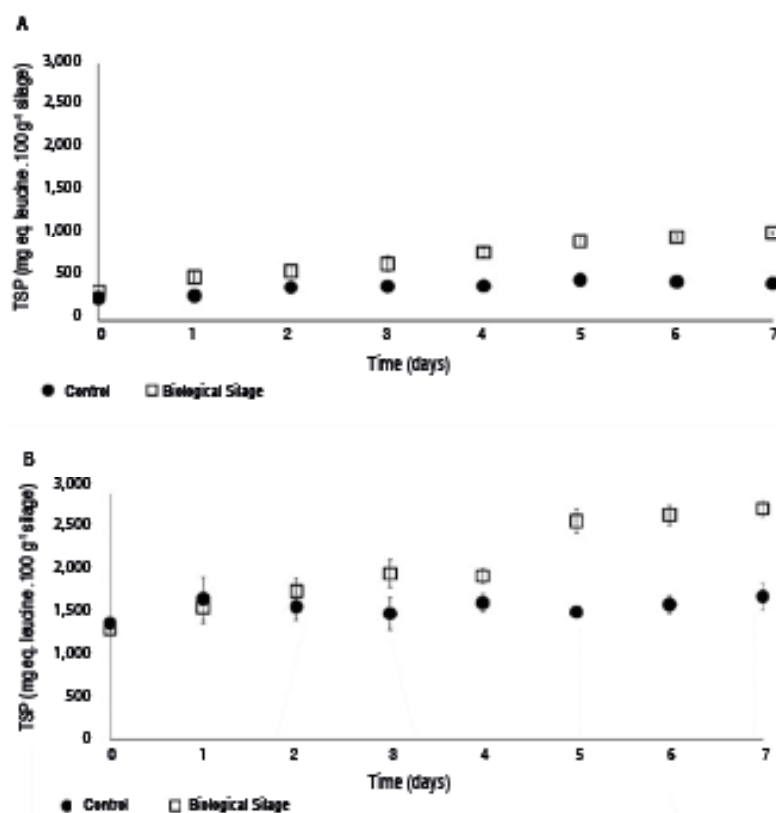 A
3,000
2,500
2,000
1,500
1,000
500
0
TSP (mg eq. leucine . 100 g⁻¹ silage)
0 1 2 3 4 5 6 7
Time (days)
Control Biological Silage
B
3,000
2,500
2,000
1,500
1,000
500
0
TSP (mg eq. leucine . 100 g⁻¹ silage)
0 1 2 3 4 5 6 7
Time (days)
Control Biological Silage